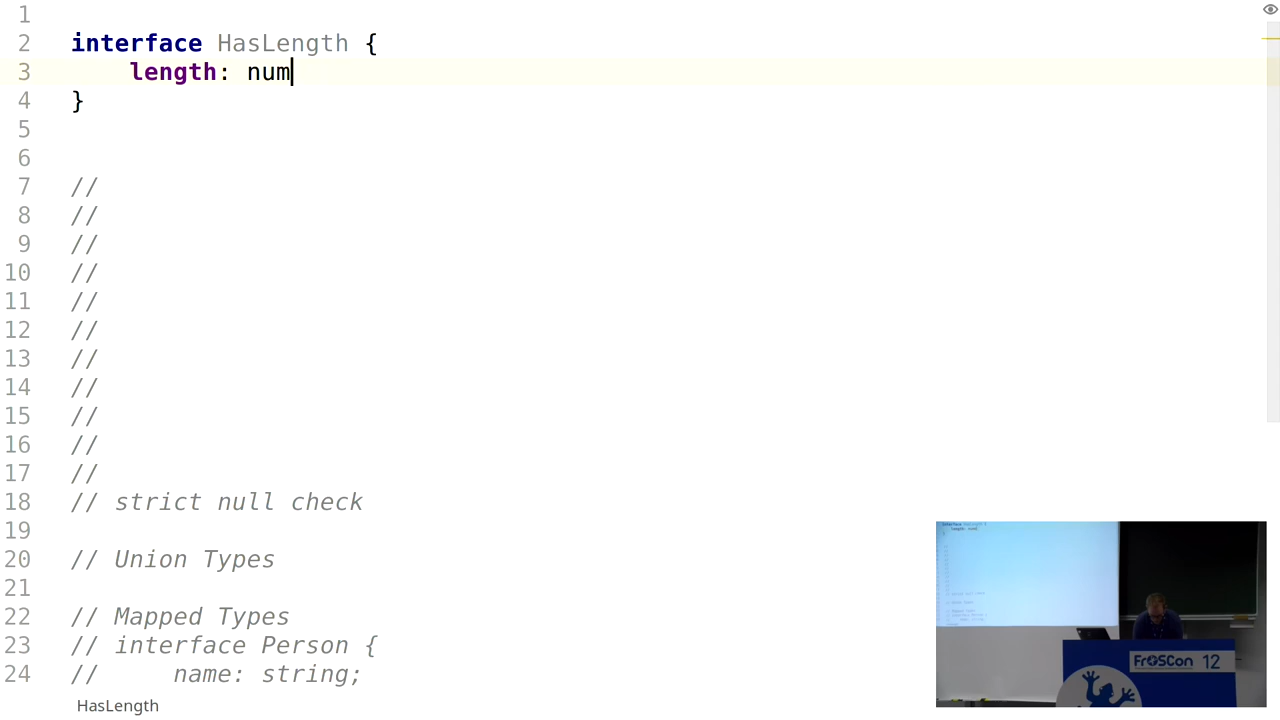 1
2 interface HasLength {
3 length: num
4 }
5
6
7 //
8 //
9 //
10 //
11 //
12 //
13 //
14 //
15 //
16 //
17 //
18 // strict null check
19
20 // Union Types
21
22 // Mapped Types
23 // interface Person {
24 // name: string;
HasLength
FrOSCon 12